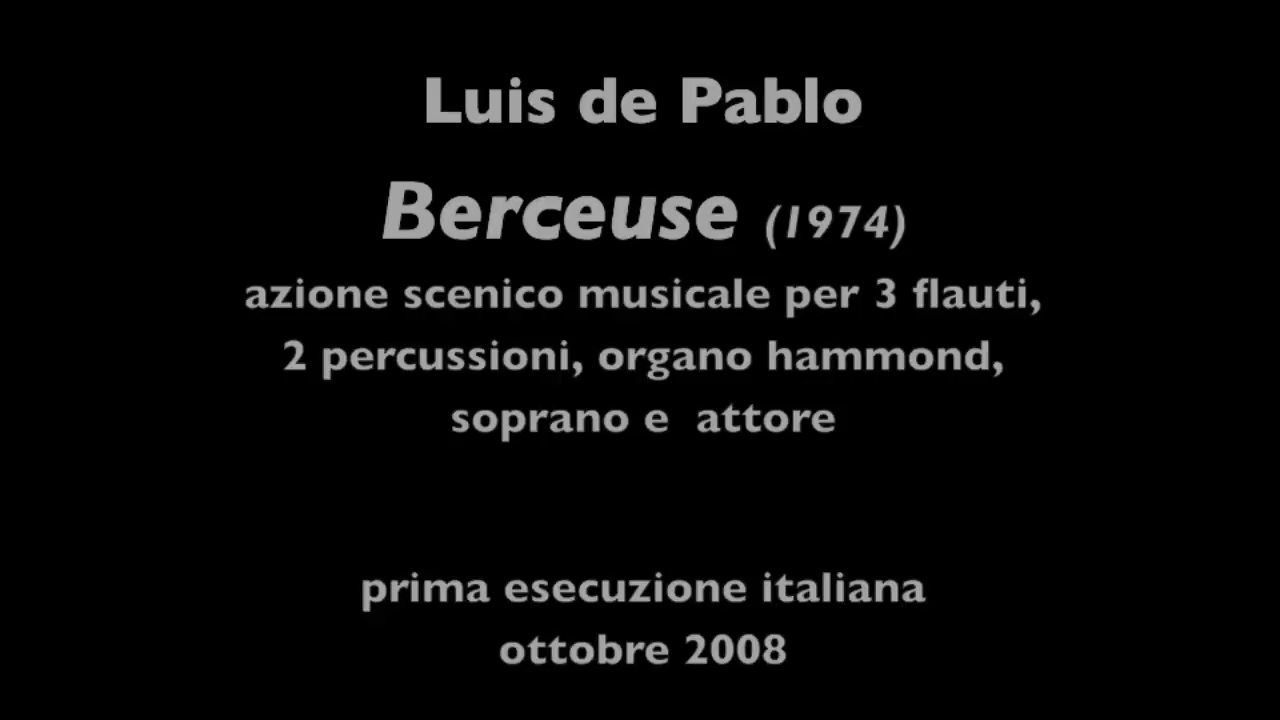 Luis de Pablo
Berceuse (1974)
azione scenico musicale per 3 flauti,
2 percussioni, organo hammond,
soprano e attore
prima esecuzione italiana
ottobre 2008